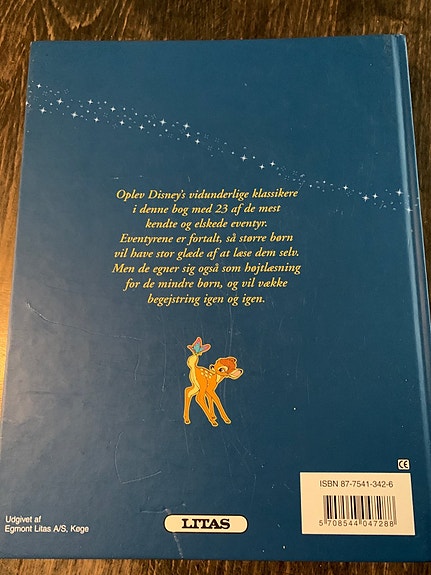 Oplev Disney's vidunderlige klassikere
i denne bog med 23 af de mest
kendte og elskede eventyr.
Eventyrene er fortalt, så større børn
vil have stor glæde af at læse dem selv.
Men de egner sig også som højtlæsning
for de mindre børn, og vil vække
begejstring igen og igen.
CE
ISBN 87-7541-342-6
5 708544 047288
Udgivet af
Egmont Litas A/S, Køge
LITAS